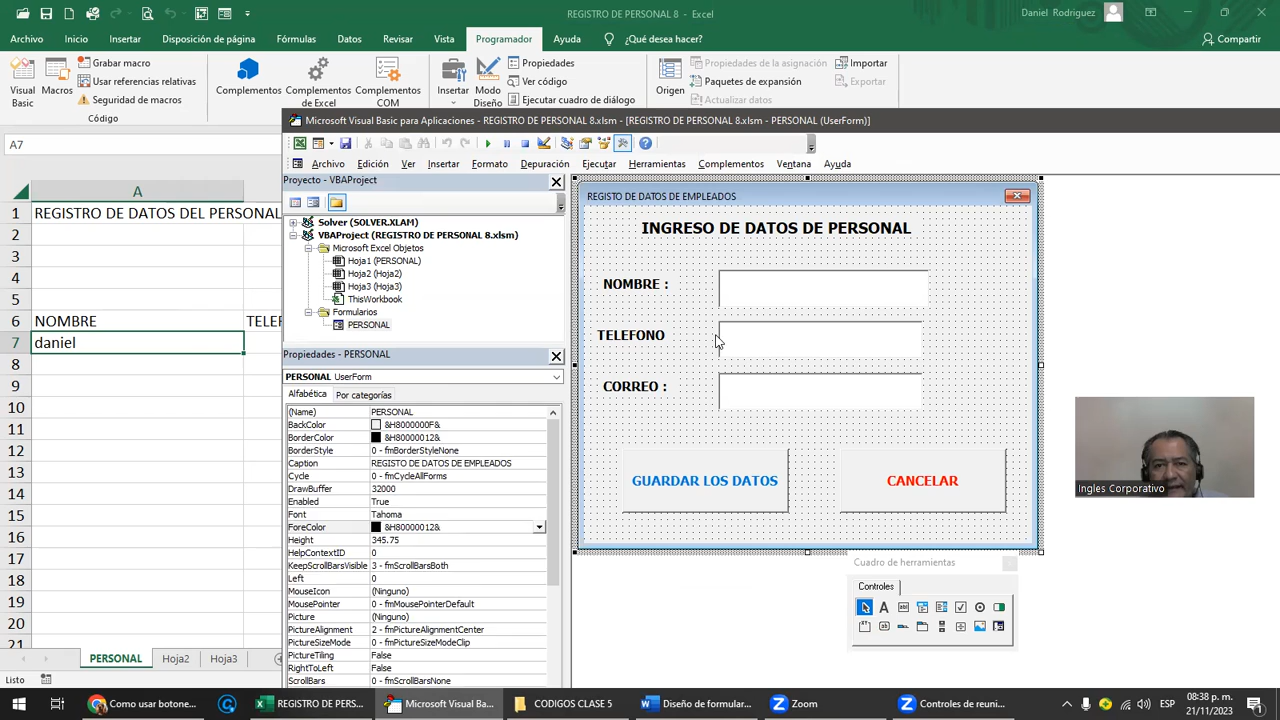 REGISTRO DE PERSONAL 8 - Excel
Daniel Rodriguez
Archivo
Inicio
Insertar
Disposición de página
Fórmulas
Datos
Revisar
Vista
Programador
Ayuda
¿Qué desea hacer?
Compartir
Visual Basic
Macros
Grabar macro
Usar referencias relativas
Seguridad de macros
Código
Complementos
Complementos de Excel
Complementos COM
Insertar
Modo Diseño
Propiedades
Ver código
Ejecutar cuadro de diálogo
Origen
Propiedades de la asignación
Paquetes de expansión
Actualizar datos
Importar
Exportar
Microsoft Visual Basic para Aplicaciones - REGISTRO DE PERSONAL 8.xlsm - [REGISTRO DE PERSONAL 8.xlsm - PERSONAL (UserForm)]
A7
Archivo Edición Ver Insertar Formato Depuración Ejecutar Herramientas Complementos Ventana Ayuda
Proyecto - VBAProject
Solver (SOLVER.XLAM)
VBAProject (REGISTRO DE PERSONAL 8.xlsm)
Microsoft Excel Objetos
Hoja1 (PERSONAL)
Hoja2 (Hoja2)
Hoja3 (Hoja3)
ThisWorkbook
Formularios
PERSONAL
Propiedades - PERSONAL
PERSONAL UserForm
Alfabética
Por categorías
(Name) PERSONAL
BackColor &H8000000F&
BorderColor &H80000012&
BorderStyle 0 - fmBorderStyleNone
Caption REGISTO DE DATOS DE EMPLEADOS
Cycle 0 - fmCycleAllForms
DrawBuffer 32000
Enabled True
Font Tahoma
ForeColor &H80000012&
Height 345.75
HelpContextID 0
KeepScrollBarsVisible 3 - fmScrollBarsBoth
Left 0
MouseIcon (Ninguno)
MousePointer 0 - fmMousePointerDefault
Picture (Ninguno)
PictureAlignment 2 - fmPictureAlignmentCenter
PictureSizeMode 0 - fmPictureSizeModeClip
PictureTiling False
RightToLeft False
ScrollBars 0 - fmScrollBarsNone
A
1 REGISTRO DE DATOS DEL PERSONAL
2
3
4
5
6 NOMBRE TELEF
7 daniel
8
9
10
11
12
13
14
15
16
17
18
19
20
21
REGISTO DE DATOS DE EMPLEADOS
INGRESO DE DATOS DE PERSONAL
NOMBRE :
TELEFONO
CORREO :
GUARDAR LOS DATOS
CANCELAR
Cuadro de herramientas
Controles
Ingles Corporativo
PERSONAL
Hoja2
Hoja3
Listo
Como usar botone...
REGISTRO DE PERS...
Microsoft Visual Ba...
CODIGOS CLASE 5
Diseño de formular...
Zoom
Controles de reuni...
ESP
08:38 p. m.
21/11/2023